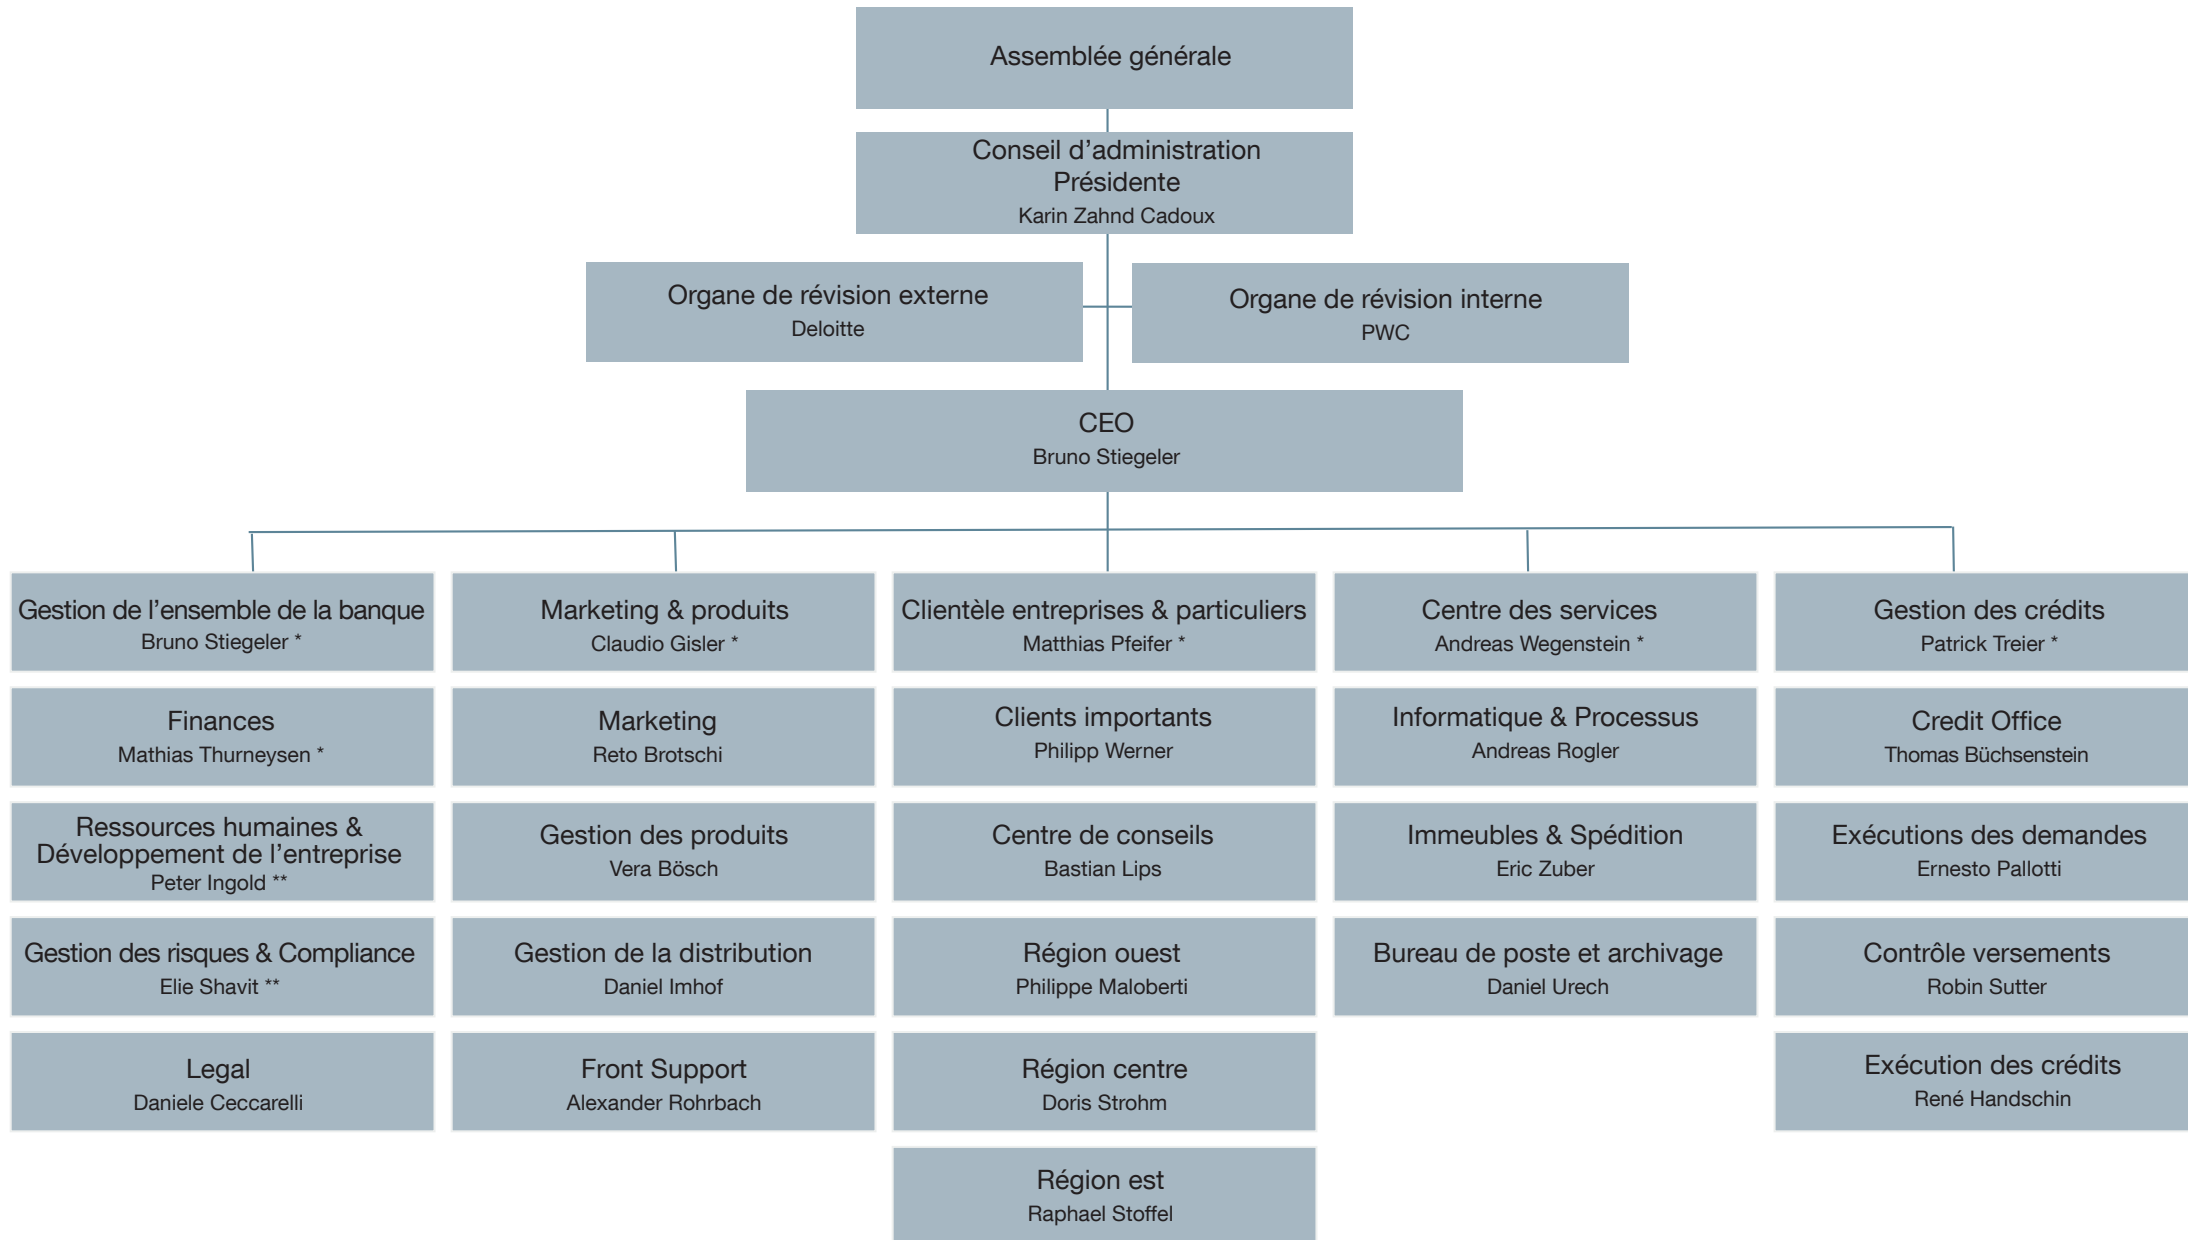 Assemblée générale
Conseil d’administration
Présidente
Karin Zahnd Cadoux
Organe de révision externe
Deloitte
Organe de révision interne
PWC
CEO
Bruno Stiegeler
Gestion de l’ensemble de la banque
Bruno Stiegeler *
Finances
Mathias Thurneysen *
Ressources humaines &
Développement de l’entreprise
Peter Ingold **
Gestion des risques & Compliance
Elie Shavit **
Legal
Daniele Ceccarelli
Marketing & produits
Claudio Gisler *
Marketing
Reto Brotschi
Gestion des produits
Vera Bösch
Gestion de la distribution
Daniel Imhof
Front Support
Alexander Rohrbach
Clientèle entreprises & particuliers
Matthias Pfeifer *
Clients importants
Philipp Werner
Centre de conseils
Bastian Lips
Région ouest
Philippe Maloberti
Région centre
Doris Strohm
Région est
Raphael Stoffel
Centre des services
Andreas Wegenstein *
Informatique & Processus
Andreas Rogler
Immeubles & Spédition
Eric Zuber
Bureau de poste et archivage
Daniel Urech
Gestion des crédits
Patrick Treier *
Credit Office
Thomas Büchsenstein
Exécutions des demandes
Ernesto Pallotti
Contrôle versements
Robin Sutter
Exécution des crédits
René Handschin